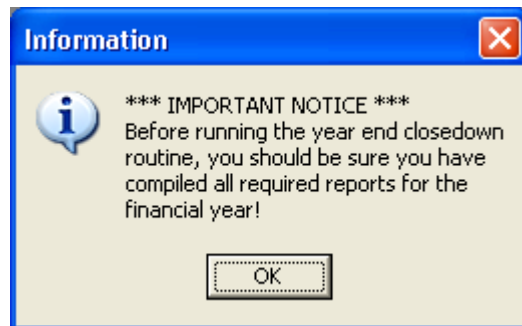 Information
*** IMPORTANT NOTICE ***
Before running the year end closedown
routine, you should be sure you have
compiled all required reports for the
financial year!
OK